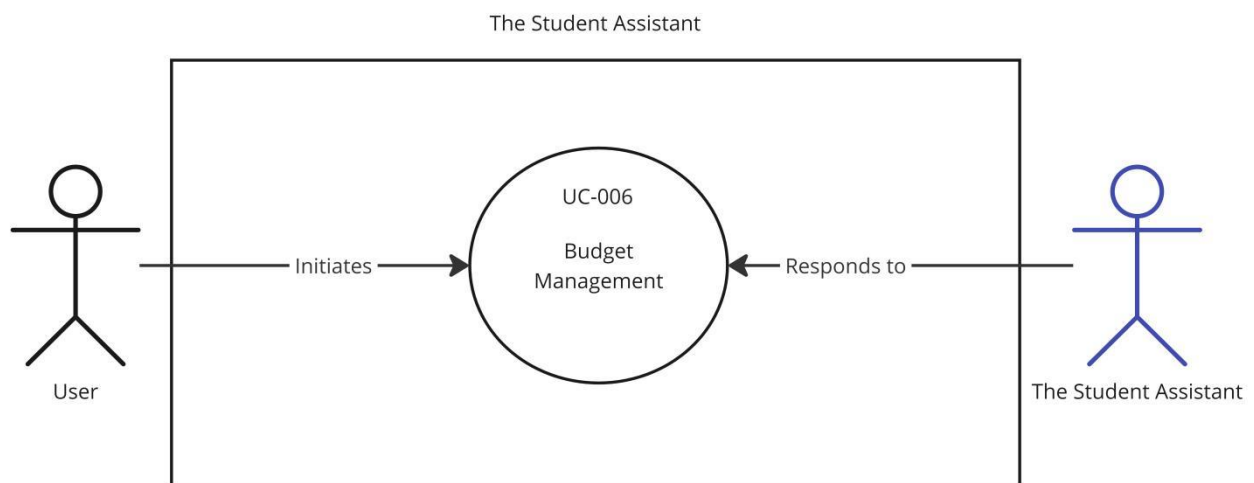 The Student Assistant
UC-006
Budget
Management
Initiates
Responds to
User
The Student Assistant